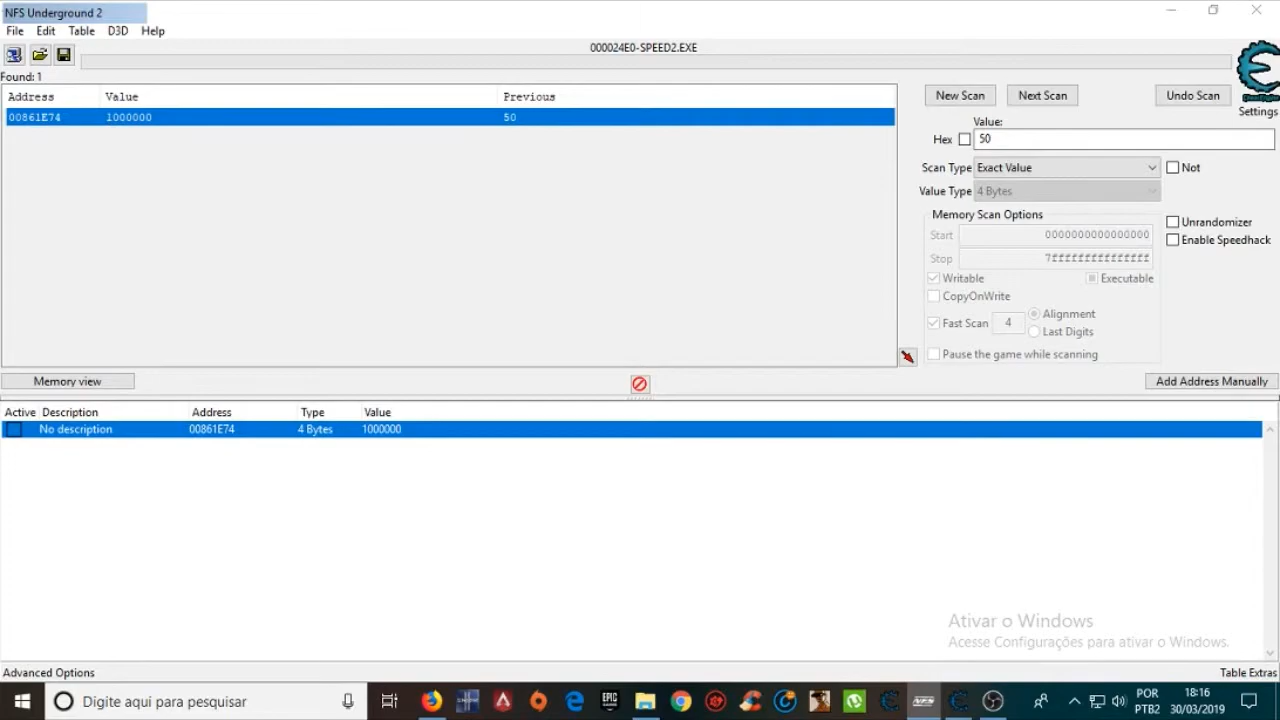 NFS Underground 2
File Edit Table D3D Help
000024E0-SPEED2.EXE
Found: 1
Address Value Previous
00861E74 1000000 50
New Scan Next Scan Undo Scan
Settings
Value:
Hex 50
Scan Type Exact Value Not
Value Type 4 Bytes
Memory Scan Options
Start 0000000000000000
Unrandomizer
Stop 7fffffffffffffff
Enable Speedhack
Writable Executable
CopyOnWrite
Fast Scan 4 Alignment
Last Digits
Pause the game while scanning
Memory view Add Address Manually
Active Description Address Type Value
No description 00861E74 4 Bytes 1000000
Ativar o Windows
Acesse Configurações para ativar o Windows.
Advanced Options Table Extras
Digite aqui para pesquisar
EPIC
GAMES
NFS
POR
PTB2
18:16
30/03/2019